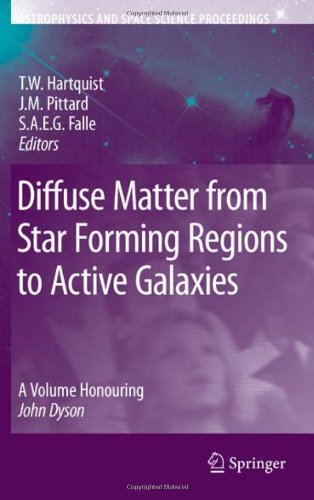 ASTROPHYSICS AND SPACE SCIENCE PROCEEDINGS
T.W. Hartquist
J.M. Pittard
S.A.E.G. Falle
Editors
Diffuse Matter from
Star Forming Regions
to Active Galaxies
A Volume Honouring
John Dyson
Springer